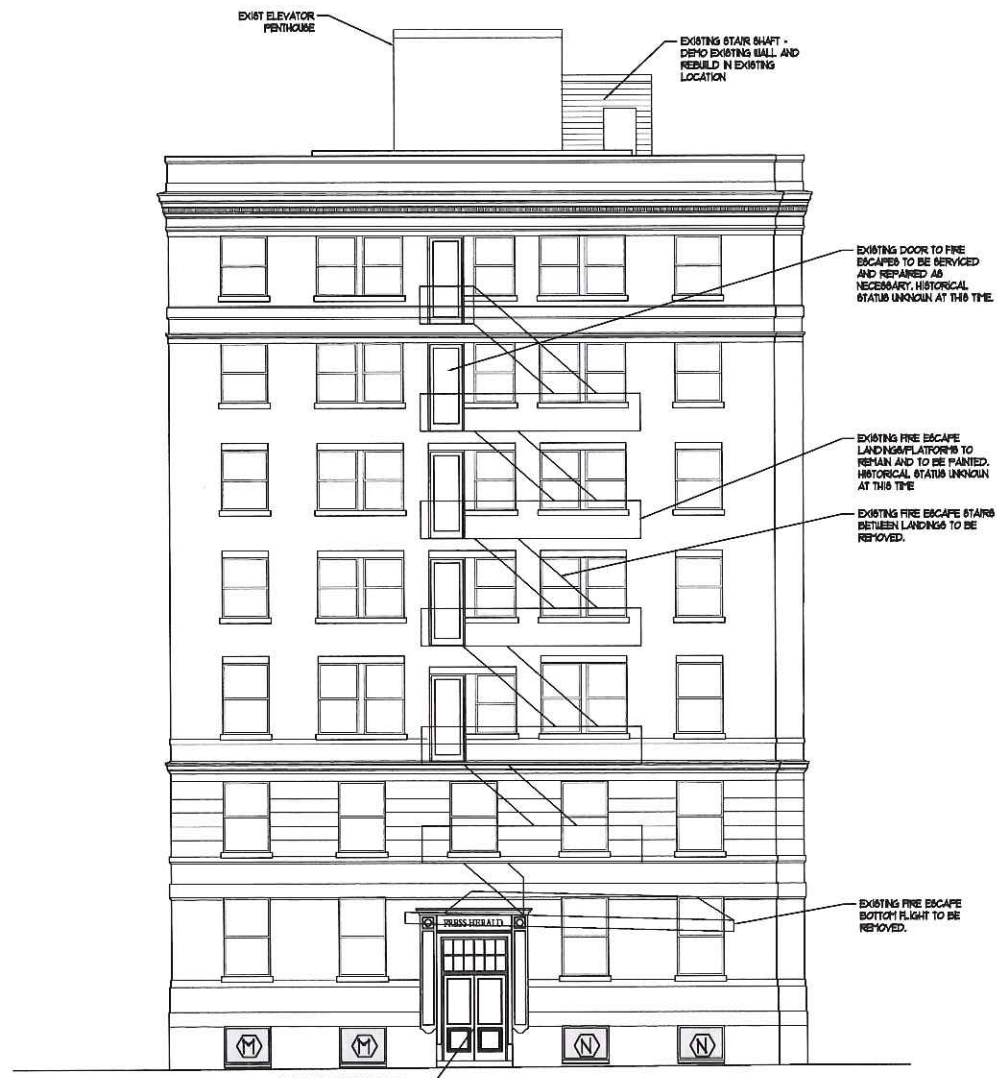 EXIST ELEVATOR
PENTHOUSE
EXISTING STAIR SHAFT -
DEMO EXISTING WALL AND
REBUILD IN EXISTING
LOCATION
EXISTING DOOR TO FIRE
ESCAPES TO BE SERVICED
AND REPAIRED AS
NECESSARY. HISTORICAL
STATUS UNKNOWN AT THIS TIME.
EXISTING FIRE ESCAPE
LANDINGS/PLATFORMS TO
REMAIN AND TO BE PAINTED.
HISTORICAL STATUS UNKNOWN
AT THIS TIME
EXISTING FIRE ESCAPE STAIRS
BETWEEN LANDINGS TO BE
REMOVED.
EXISTING FIRE ESCAPE
BOTTOM FLIGHT TO BE
REMOVED.
PRESS HERALD
M M N N